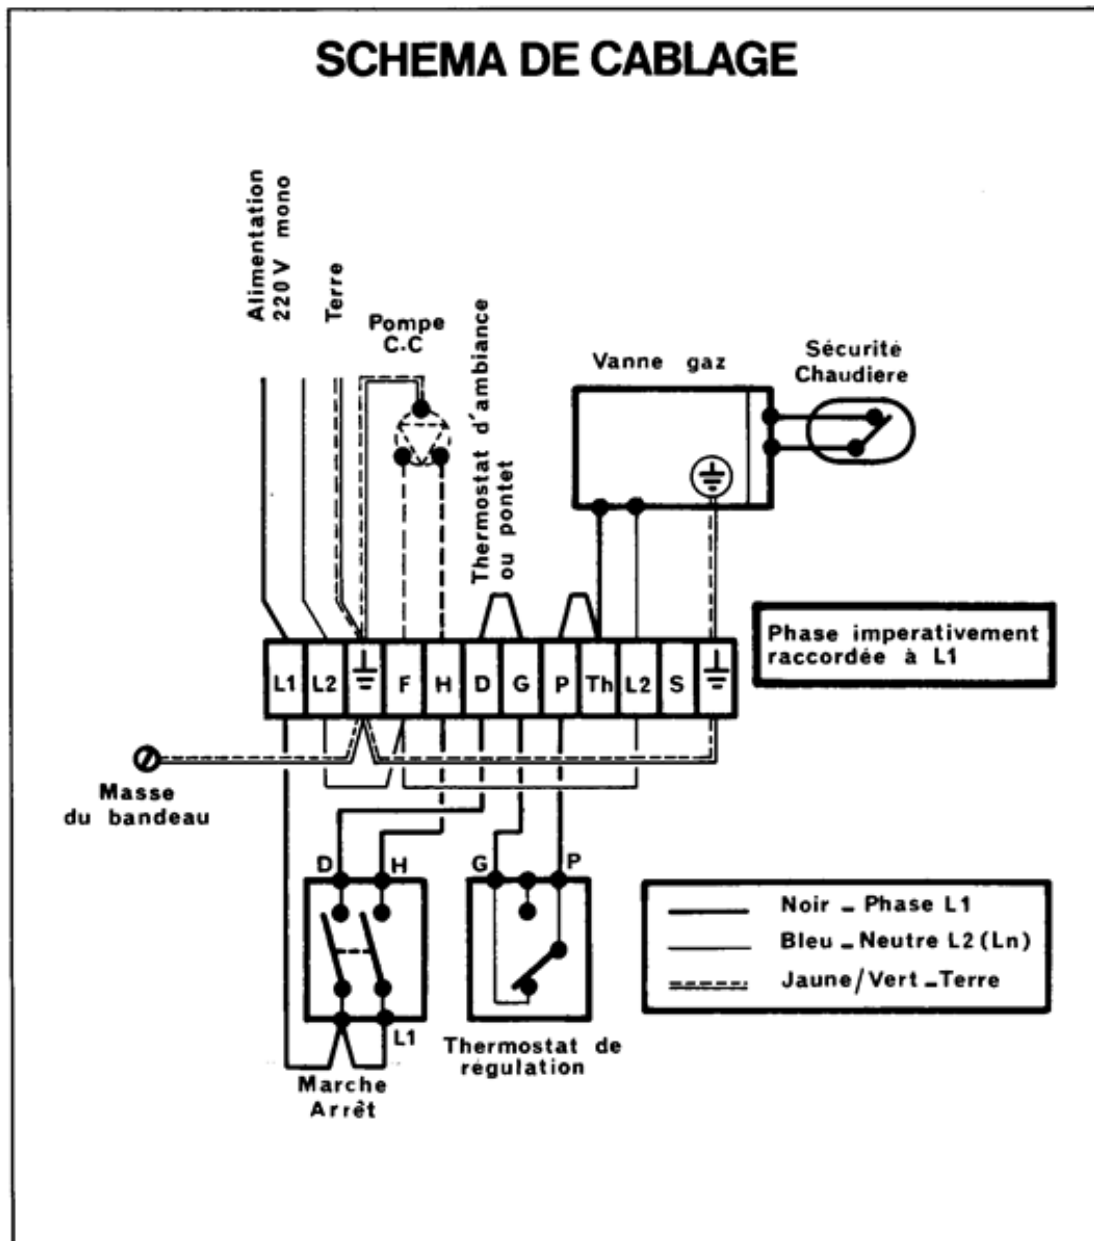 SCHEMA DE CABLAGE
Alimentation
220V mono
Terre
Pompe
C.C
Thermostat d'ambiance
ou pontet
Vanne gaz
Sécurité
Chaudiere
Phase imperativement
raccordée à L1
L1 L2 F H D G P Th L2 S
Masse
du bandeau
D H
G P
L1
Marche
Arrêt
Thermostat de
régulation
Noir _ Phase L1
Bleu _ Neutre L2 (Ln)
Jaune/Vert _ Terre